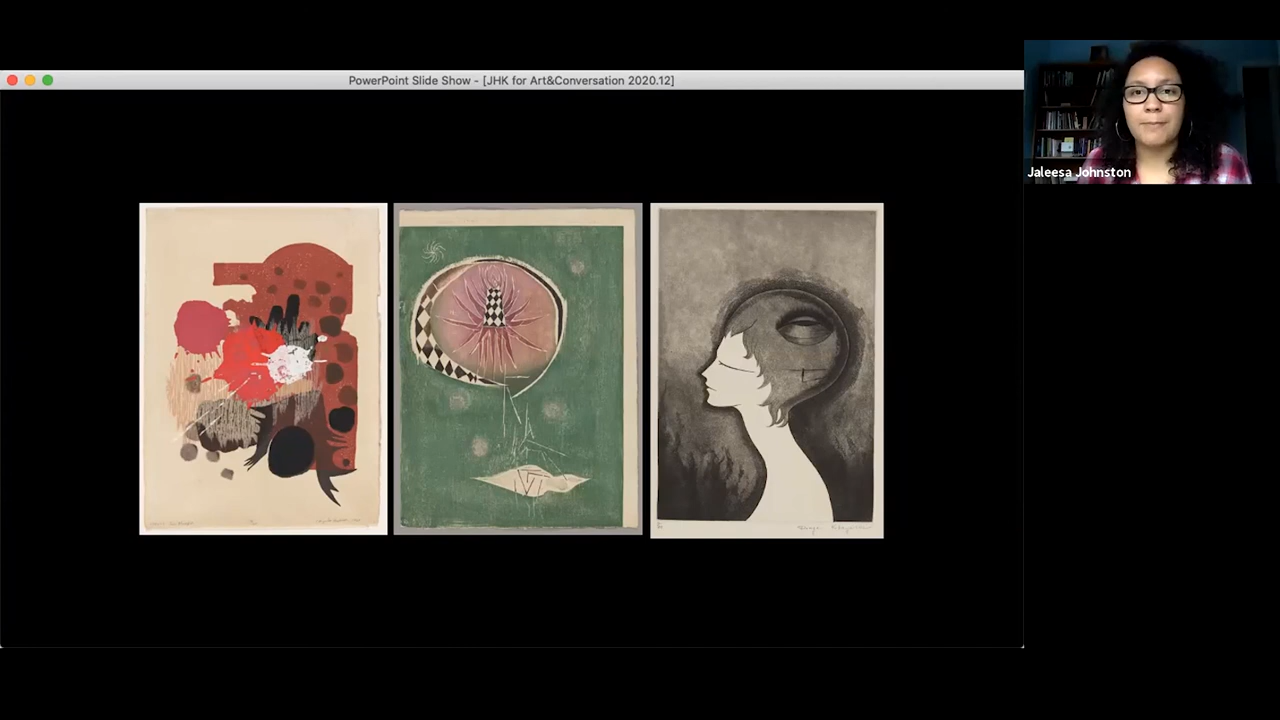 PowerPoint Slide Show - [JHK for Art&Conversation 2020.12]
Jaleesa Johnston